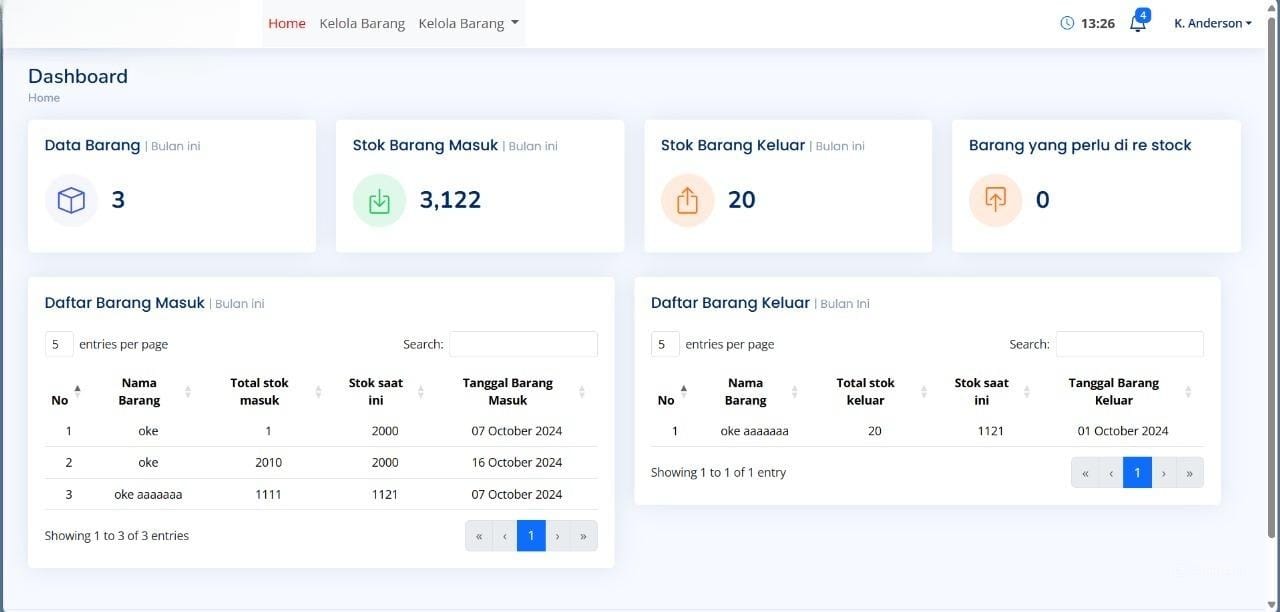 Home Kelola Barang Kelola Barang 13:26 4 K. Anderson
Dashboard
Home
Data Barang | Bulan ini
3
Stok Barang Masuk | Bulan ini
3,122
Stok Barang Keluar | Bulan ini
20
Barang yang perlu di re stock
0
Daftar Barang Masuk | Bulan ini
5 entries per page Search:
No Nama Barang Total stok masuk Stok saat ini Tanggal Barang Masuk
1 oke 1 2000 07 October 2024
2 oke 2010 2000 16 October 2024
3 oke aaaaaaa 1111 1121 07 October 2024
Showing 1 to 3 of 3 entries « ‹ 1 › »
Daftar Barang Keluar | Bulan Ini
5 entries per page Search:
No Nama Barang Total stok keluar Stok saat ini Tanggal Barang Keluar
1 oke aaaaaaa 20 1121 01 October 2024
Showing 1 to 1 of 1 entry « ‹ 1 › »